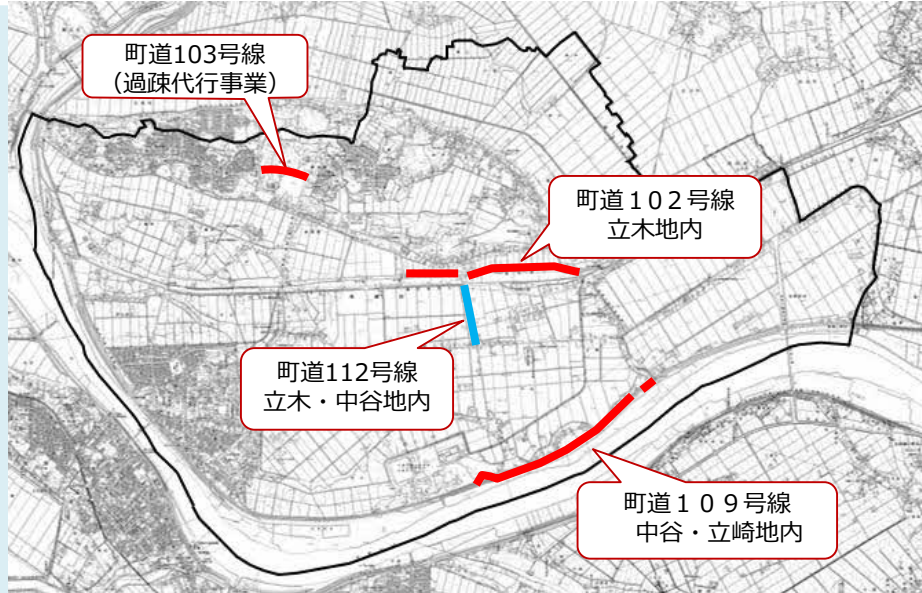 町道103号線
(過疎代行事業)
町道１０２号線
立木地内
町道112号線
立木・中谷地内
町道１０９号線
中谷・立崎地内